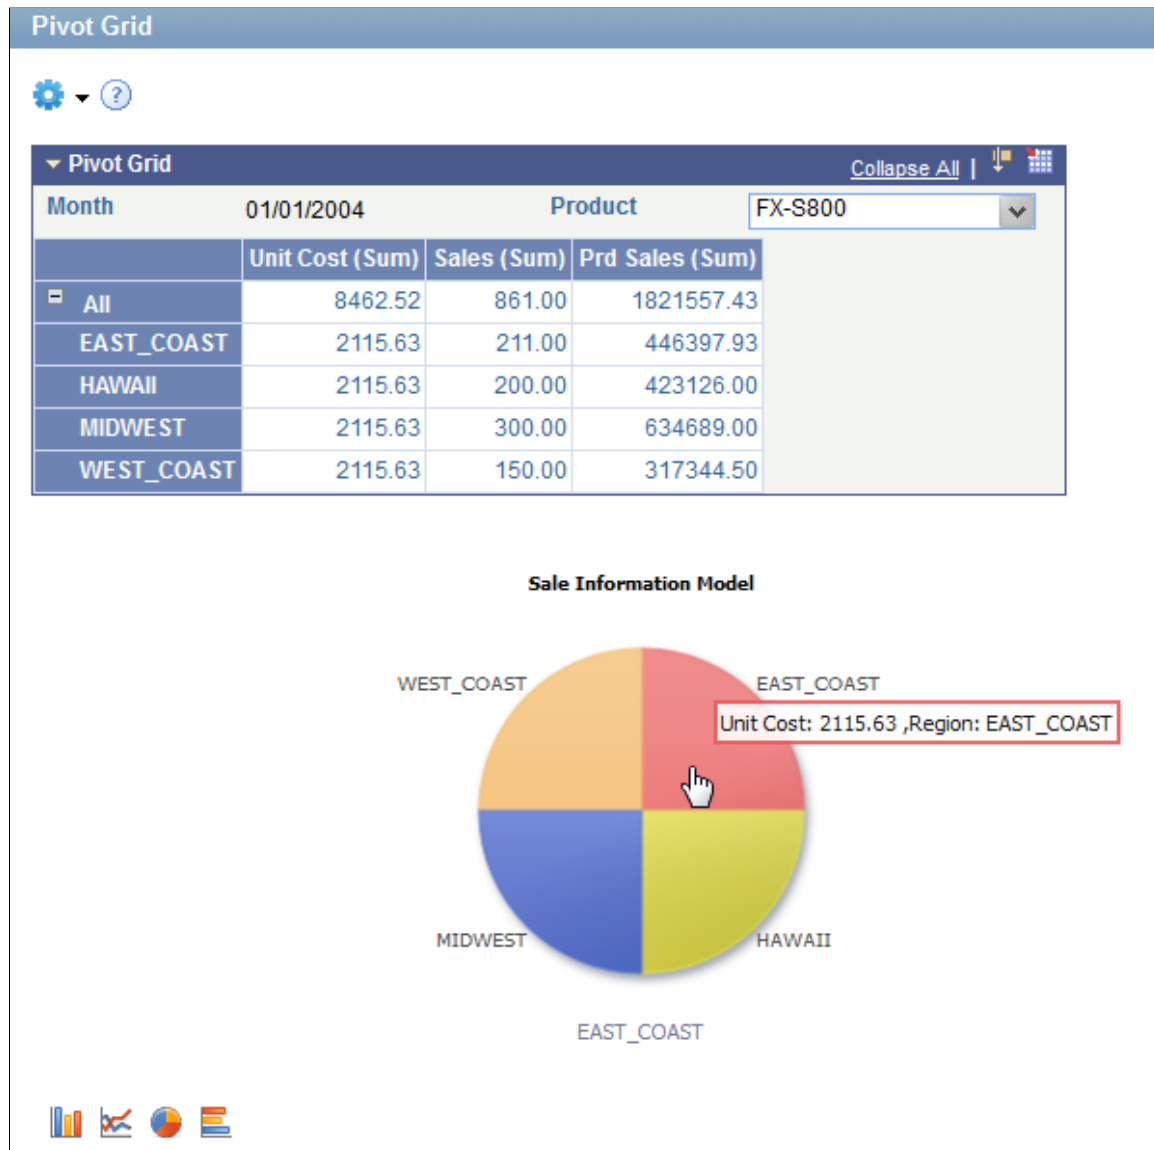 Pivot Grid
?
Pivot Grid Collapse All |
Month 01/01/2004 Product FX-S800
Unit Cost (Sum) Sales (Sum) Prd Sales (Sum)
All 8462.52 861.00 1821557.43
EAST_COAST 2115.63 211.00 446397.93
HAWAII 2115.63 200.00 423126.00
MIDWEST 2115.63 300.00 634689.00
WEST_COAST 2115.63 150.00 317344.50
Sale Information Model
WEST_COAST EAST_COAST
Unit Cost: 2115.63 ,Region: EAST_COAST
MIDWEST HAWAII
EAST_COAST